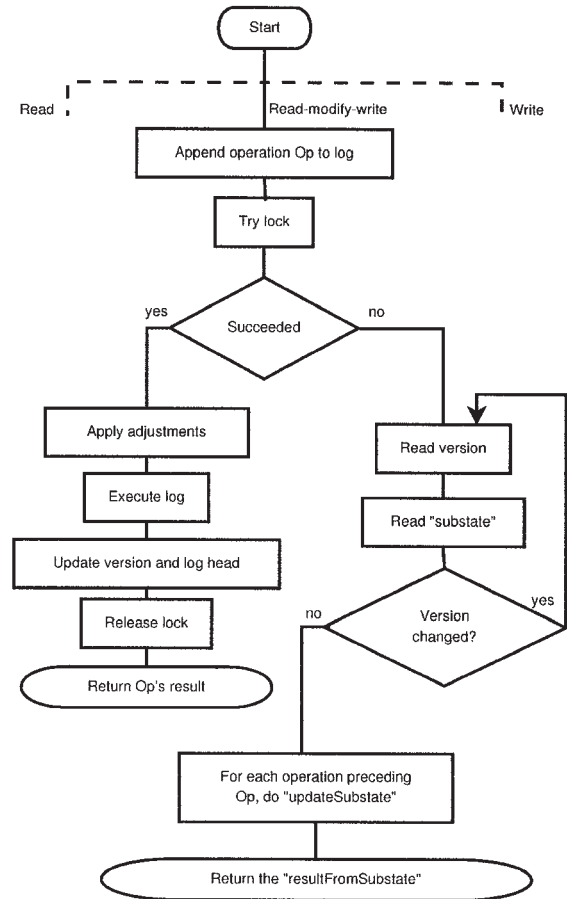 Start
Read
Read-modify-write
Write
Append operation Op to log
Try lock
yes
Succeeded
no
Apply adjustments
Read version
Execute log
Read "substate"
Update version and log head
no
Version
changed?
yes
Release lock
Return Op's result
For each operation preceding
Op, do "updateSubstate"
Return the "resultFromSubstate"